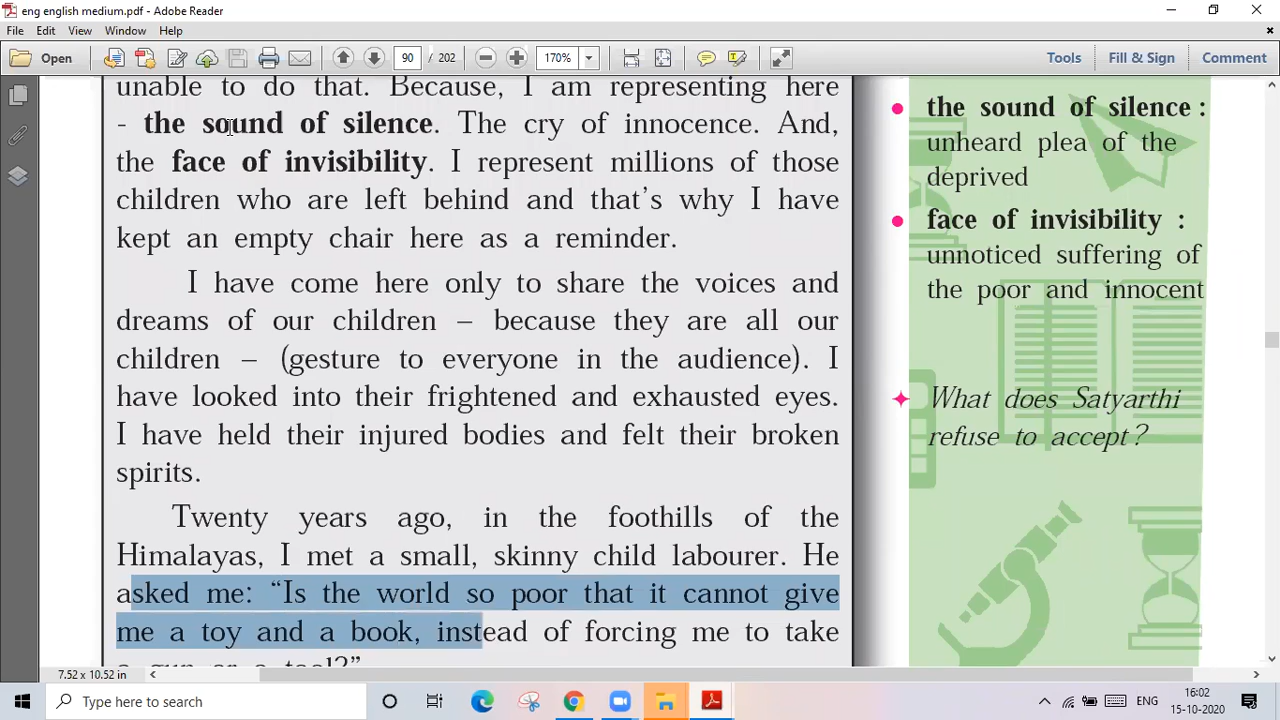 eng english medium.pdf - Adobe Reader
File Edit View Window Help
Open 90 / 202 170% Tools Fill & Sign Comment
unable to do that. Because, I am representing here
- the sound of silence. The cry of innocence. And,
the face of invisibility. I represent millions of those
children who are left behind and that's why I have
kept an empty chair here as a reminder.
I have come here only to share the voices and
dreams of our children – because they are all our
children – (gesture to everyone in the audience). I
have looked into their frightened and exhausted eyes.
I have held their injured bodies and felt their broken
spirits.
Twenty years ago, in the foothills of the
Himalayas, I met a small, skinny child labourer. He
asked me: “Is the world so poor that it cannot give
me a toy and a book, instead of forcing me to take
a gun or a tool?”
the sound of silence :
unheard plea of the
deprived
face of invisibility :
unnoticed suffering of
the poor and innocent
What does Satyarthi
refuse to accept?
7.52 x 10.52 in
Type here to search
ENG
16:02
15-10-2020